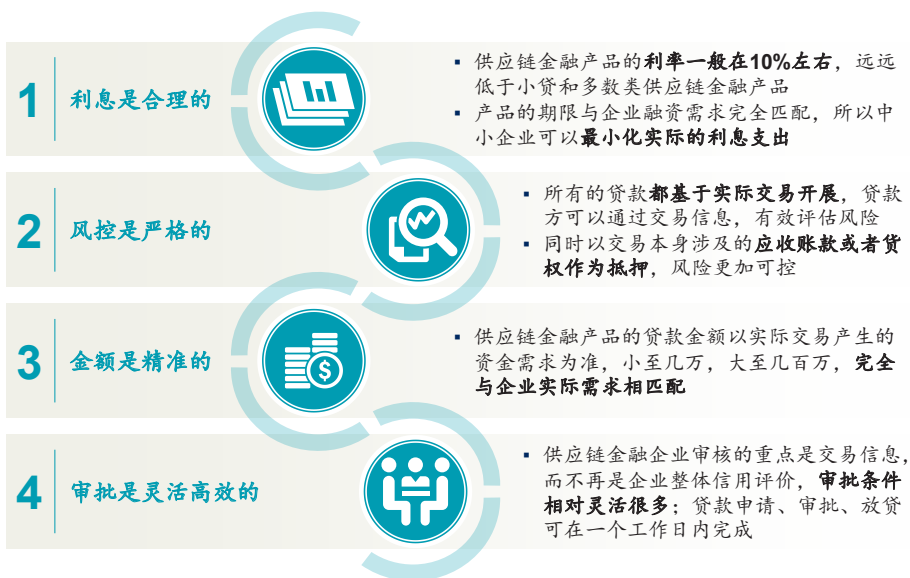 1
利息是合理的
▪ 供应链金融产品的利率一般在10%左右，远远
低于小贷和多数类供应链金融产品
▪ 产品的期限与企业融资需求完全匹配，所以中
小企业可以最小化实际的利息支出
2
风控是严格的
▪ 所有的贷款都基于实际交易开展，贷款
方可以通过交易信息，有效评估风险
▪ 同时以交易本身涉及的应收账款或者货
权作为抵押，风险更加可控
3
金额是精准的
$
▪ 供应链金融产品的贷款金额以实际交易产生的
资金需求为准，小至几万，大至几百万，完全
与企业实际需求相匹配
4
审批是灵活高效的
▪ 供应链金融企业审核的重点是交易信息，
而不再是企业整体信用评价，审批条件
相对灵活很多；贷款申请、审批、放贷
可在一个工作日内完成